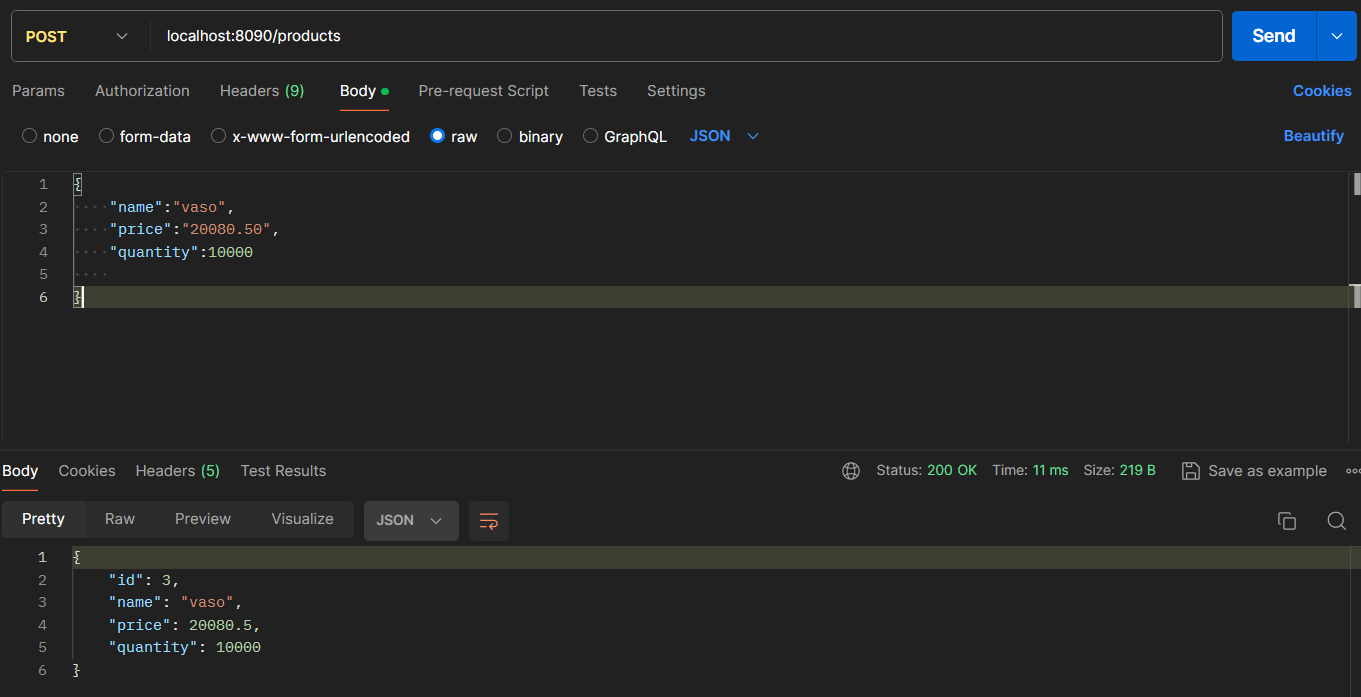 POST localhost:8090/products Send
Params Authorization Headers (9) Body Pre-request Script Tests Settings Cookies
none form-data x-www-form-urlencoded raw binary GraphQL JSON Beautify
1 {
2 "name":"vaso",
3 "price":"20080.50",
4 "quantity":10000
5
6 }
Body Cookies Headers (5) Test Results Status: 200 OK Time: 11 ms Size: 219 B Save as example
Pretty Raw Preview Visualize JSON
1 {
2 "id": 3,
3 "name": "vaso",
4 "price": 20080.5,
5 "quantity": 10000
6 }